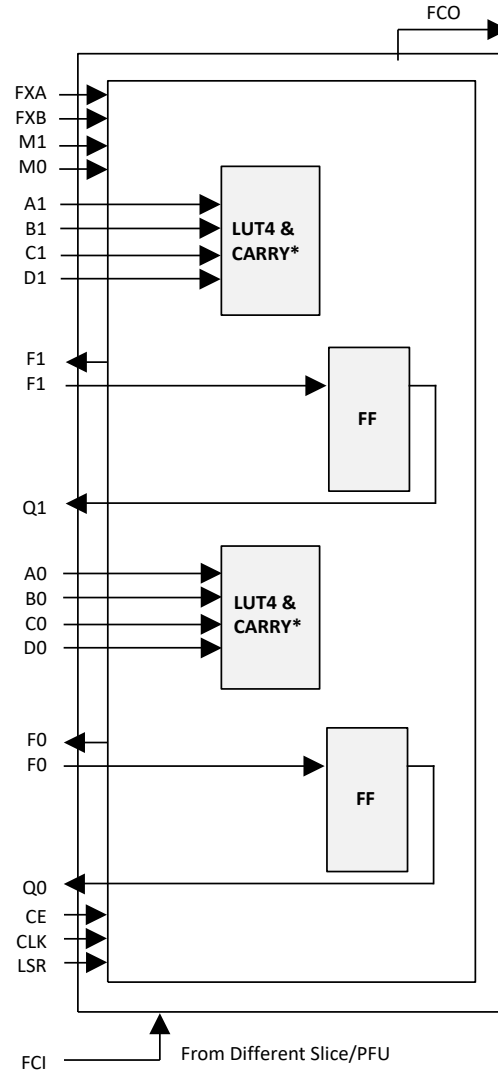 FCO
FXA
FXB
M1
M0
A1
B1
C1
D1
LUT4 &
CARRY*
F1
F1
FF
Q1
A0
B0
C0
D0
LUT4 &
CARRY*
F0
F0
FF
Q0
CE
CLK
LSR
FCI
From Different Slice/PFU